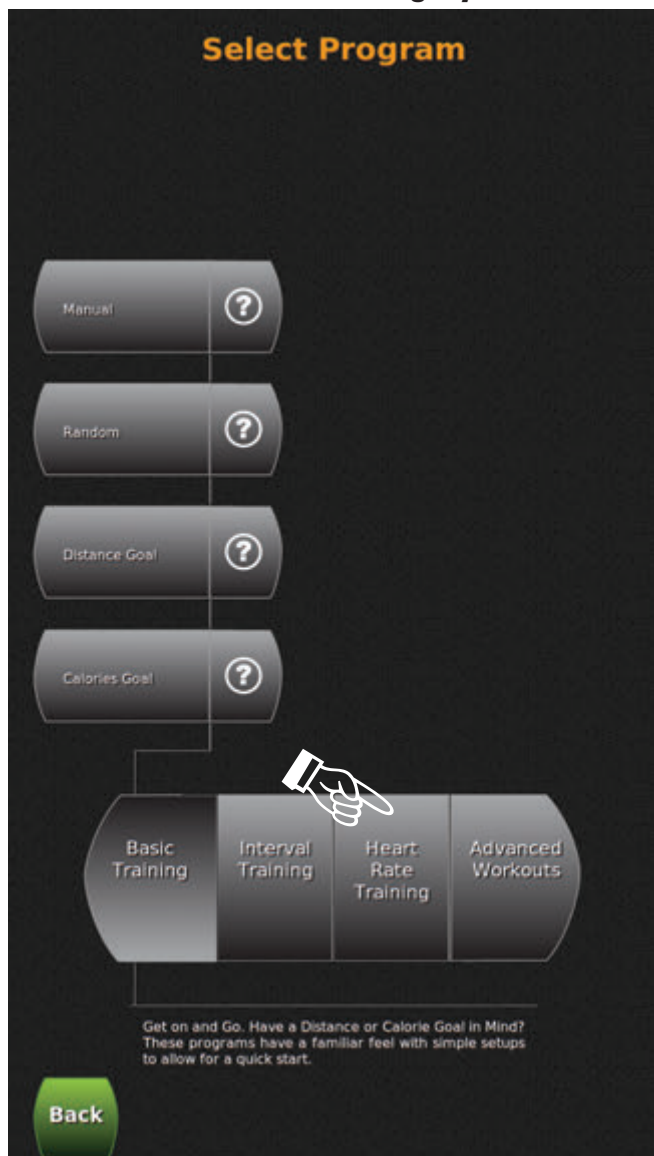 Select Program
Manual
?
Random
?
Distance Goal
?
Calories Goal
?
Basic
Training
Interval
Training
Heart
Rate
Training
Advanced
Workouts
Get on and Go. Have a Distance or Calorie Goal in Mind?
These programs have a familiar feel with simple setups
to allow for a quick start.
Back